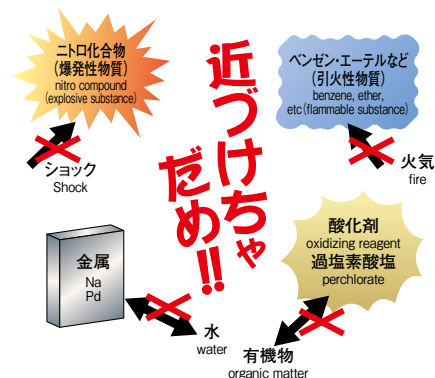 ニトロ化合物
(爆発性物質)
nitro compound
(explosive substance)
ショック
Shock
近づけちゃ
だめ!!
ベンゼン・エーテルなど
(引火性物質)
benzene, ether,
etc(flammable substance)
火気
fire
金属
Na
Pd
水
water
酸化剤
oxidizing reagent
過塩素酸塩
perchlorate
有機物
organic matter